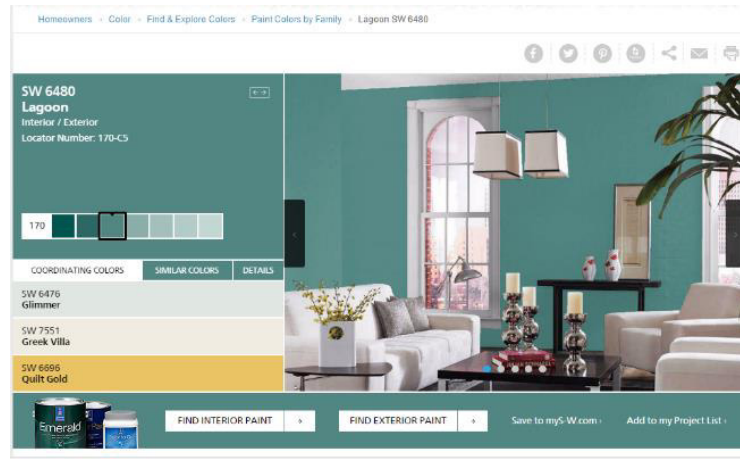 Homeowners › Color › Find & Explore Colors › Paint Colors by Family › Lagoon SW 6480
SW 6480
Lagoon
Interior / Exterior
Locator Number: 170-C5
170
COORDINATING COLORS SIMILAR COLORS DETAILS
SW 6476
Glimmer
SW 7551
Greek Villa
SW 6696
Quilt Gold
Emerald
FIND INTERIOR PAINT
FIND EXTERIOR PAINT
Save to myS-W.com ›
Add to my Project List ›